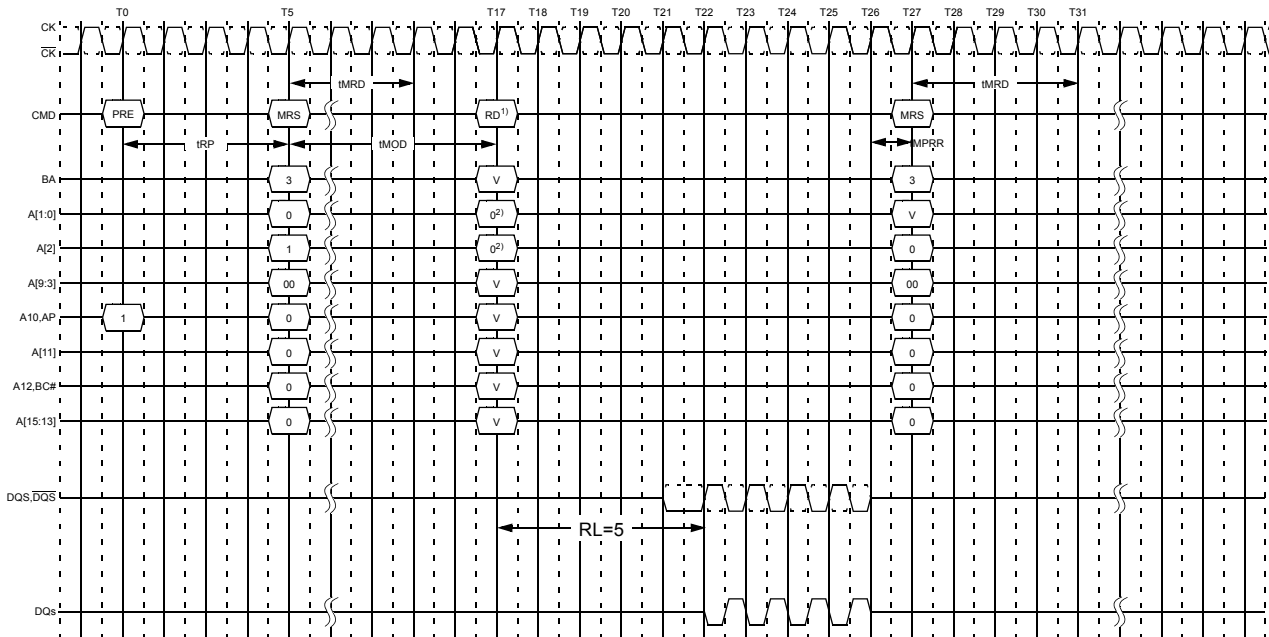 T0 T5 T17 T18 T19 T20 T21 T22 T23 T24 T25 T26 T27 T28 T29 T30 T31
CK
CK
tMRD tMRD
CMD PRE MRS RD1) MRS
tRP tMOD tMPRR
BA 3 V 3
A[1:0] 0 02) V
A[2] 1 02) 0
A[9:3] 00 V 00
A10,AP 1 0 V 0
A[11] 0 V 0
A12,BC# 0 V 0
A[15:13] 0 V 0
DQS,DQS
RL=5
DQs